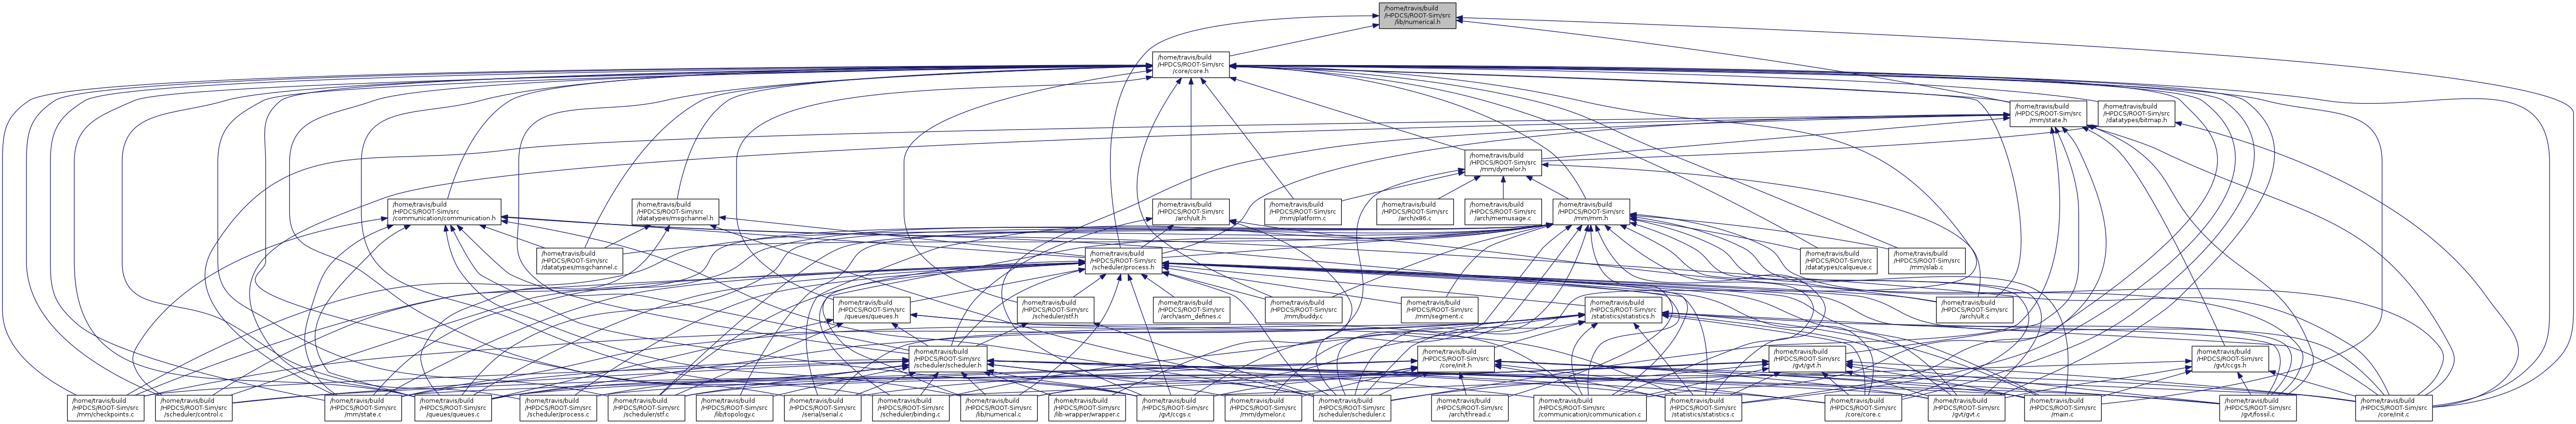 /home/travis/build
/HPDCS/ROOT-Sim/src
/lib/numerical.h
/home/travis/build
/HPDCS/ROOT-Sim/src
/core/core.h
/home/travis/build
/HPDCS/ROOT-Sim/src
/mm/state.h
/home/travis/build
/HPDCS/ROOT-Sim/src
/datatypes/bitmap.h
/home/travis/build
/HPDCS/ROOT-Sim/src
/mm/dymelor.h
/home/travis/build
/HPDCS/ROOT-Sim/src
/communication/communication.h
/home/travis/build
/HPDCS/ROOT-Sim/src
/datatypes/msgchannel.h
/home/travis/build
/HPDCS/ROOT-Sim/src
/arch/ult.h
/home/travis/build
/HPDCS/ROOT-Sim/src
/mm/platform.c
/home/travis/build
/HPDCS/ROOT-Sim/src
/arch/x86.c
/home/travis/build
/HPDCS/ROOT-Sim/src
/arch/memusage.c
/home/travis/build
/HPDCS/ROOT-Sim/src
/mm/mm.h
/home/travis/build
/HPDCS/ROOT-Sim/src
/datatypes/msgchannel.c
/home/travis/build
/HPDCS/ROOT-Sim/src
/scheduler/process.h
/home/travis/build
/HPDCS/ROOT-Sim/src
/datatypes/calqueue.c
/home/travis/build
/HPDCS/ROOT-Sim/src
/mm/slab.c
/home/travis/build
/HPDCS/ROOT-Sim/src
/queues/queues.h
/home/travis/build
/HPDCS/ROOT-Sim/src
/scheduler/stf.h
/home/travis/build
/HPDCS/ROOT-Sim/src
/arch/asm_defines.c
/home/travis/build
/HPDCS/ROOT-Sim/src
/mm/buddy.c
/home/travis/build
/HPDCS/ROOT-Sim/src
/mm/segment.c
/home/travis/build
/HPDCS/ROOT-Sim/src
/statistics/statistics.h
/home/travis/build
/HPDCS/ROOT-Sim/src
/arch/ult.c
/home/travis/build
/HPDCS/ROOT-Sim/src
/scheduler/scheduler.h
/home/travis/build
/HPDCS/ROOT-Sim/src
/core/init.h
/home/travis/build
/HPDCS/ROOT-Sim/src
/gvt/gvt.h
/home/travis/build
/HPDCS/ROOT-Sim/src
/gvt/ccgs.h
/home/travis/build
/HPDCS/ROOT-Sim/src
/mm/checkpoints.c
/home/travis/build
/HPDCS/ROOT-Sim/src
/scheduler/control.c
/home/travis/build
/HPDCS/ROOT-Sim/src
/mm/state.c
/home/travis/build
/HPDCS/ROOT-Sim/src
/queues/queues.c
/home/travis/build
/HPDCS/ROOT-Sim/src
/scheduler/process.c
/home/travis/build
/HPDCS/ROOT-Sim/src
/scheduler/stf.c
/home/travis/build
/HPDCS/ROOT-Sim/src
/lib/topology.c
/home/travis/build
/HPDCS/ROOT-Sim/src
/serial/serial.c
/home/travis/build
/HPDCS/ROOT-Sim/src
/scheduler/binding.c
/home/travis/build
/HPDCS/ROOT-Sim/src
/lib/numerical.c
/home/travis/build
/HPDCS/ROOT-Sim/src
/lib-wrapper/wrapper.c
/home/travis/build
/HPDCS/ROOT-Sim/src
/gvt/ccgs.c
/home/travis/build
/HPDCS/ROOT-Sim/src
/mm/dymelor.c
/home/travis/build
/HPDCS/ROOT-Sim/src
/scheduler/scheduler.c
/home/travis/build
/HPDCS/ROOT-Sim/src
/arch/thread.c
/home/travis/build
/HPDCS/ROOT-Sim/src
/communication/communication.c
/home/travis/build
/HPDCS/ROOT-Sim/src
/statistics/statistics.c
/home/travis/build
/HPDCS/ROOT-Sim/src
/core/core.c
/home/travis/build
/HPDCS/ROOT-Sim/src
/gvt/gvt.c
/home/travis/build
/HPDCS/ROOT-Sim/src
/main.c
/home/travis/build
/HPDCS/ROOT-Sim/src
/gvt/fossil.c
/home/travis/build
/HPDCS/ROOT-Sim/src
/core/init.c